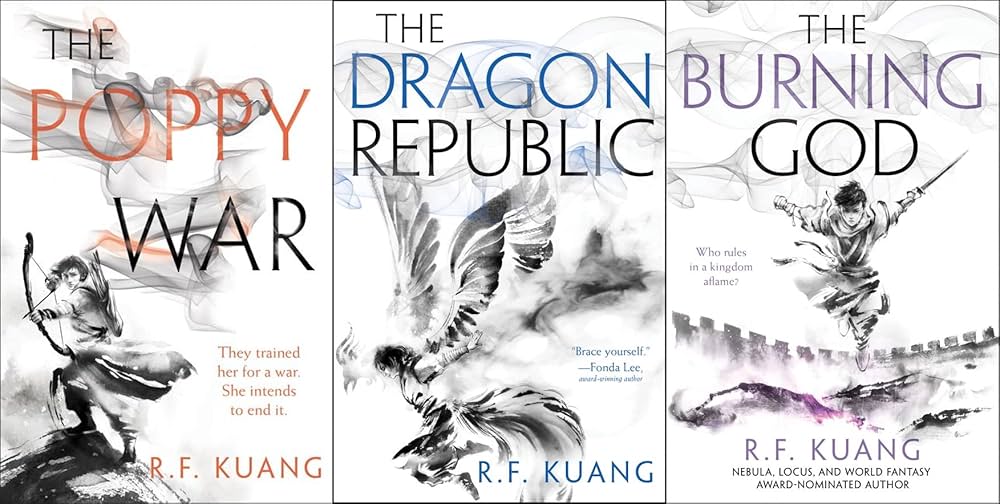 THE
POPPY
WAR
They trained
her for a war.
She intends
to end it.
R.F. KUANG
THE
DRAGON
REPUBLIC
"Brace yourself."
—Fonda Lee,
award-winning author
R.F. KUANG
THE
BURNING
GOD
Who rules
in a kingdom
aflame?
R.F. KUANG
NEBULA, LOCUS, AND WORLD FANTASY
AWARD-NOMINATED AUTHOR